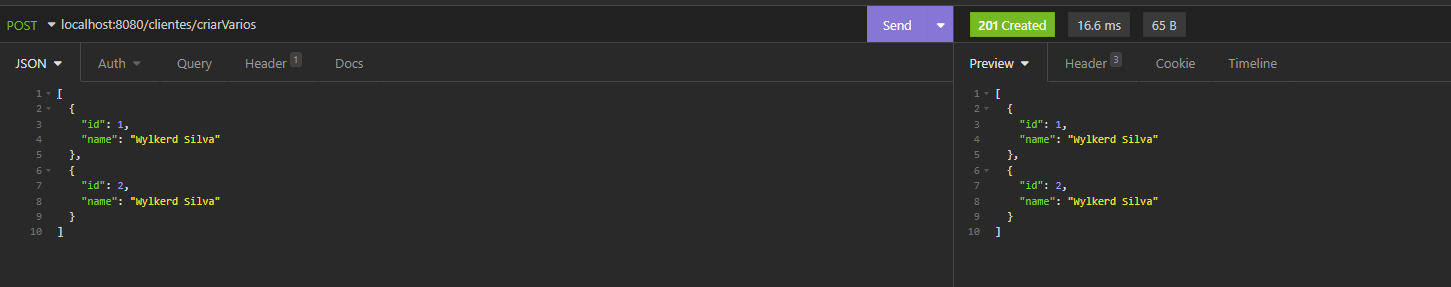 POST localhost:8080/clientes/criarVarios Send 201 Created 16.6 ms 65 B
JSON Auth Query Header 1 Docs Preview Header 3 Cookie Timeline
1 [
2 {
3 "id": 1,
4 "name": "Wylkerd Silva"
5 },
6 {
7 "id": 2,
8 "name": "Wylkerd Silva"
9 }
10 ]
1 [
2 {
3 "id": 1,
4 "name": "Wylkerd Silva"
5 },
6 {
7 "id": 2,
8 "name": "Wylkerd Silva"
9 }
10 ]